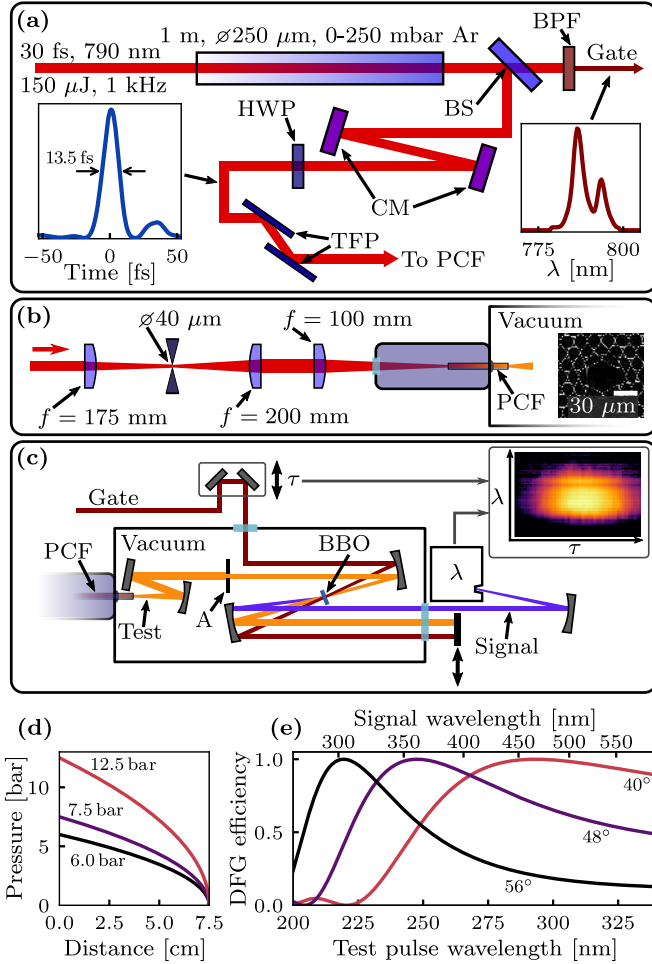 (a)
1 m, ⌀250 µm, 0-250 mbar Ar
BPF
30 fs, 790 nm
Gate
150 µJ, 1 kHz
BS
HWP
13.5 fs
CM
TFP
To PCF
−50 0 50
Time [fs]
775 800
λ [nm]
(b)
⌀40 µm
f = 100 mm
Vacuum
PCF
30 µm
f = 175 mm
f = 200 mm
(c)
Gate
τ
λ
τ
PCF
Vacuum
BBO
λ
Test
A
Signal
(d)
12.5 bar
7.5 bar
6.0 bar
10
5
0
Pressure [bar]
0.0 2.5 5.0 7.5
Distance [cm]
(e)
Signal wavelength [nm]
300 350 400 450 500 550
1.0
0.5
0.0
DFG efficiency
40°
48°
56°
200 225 250 275 300 325
Test pulse wavelength [nm]